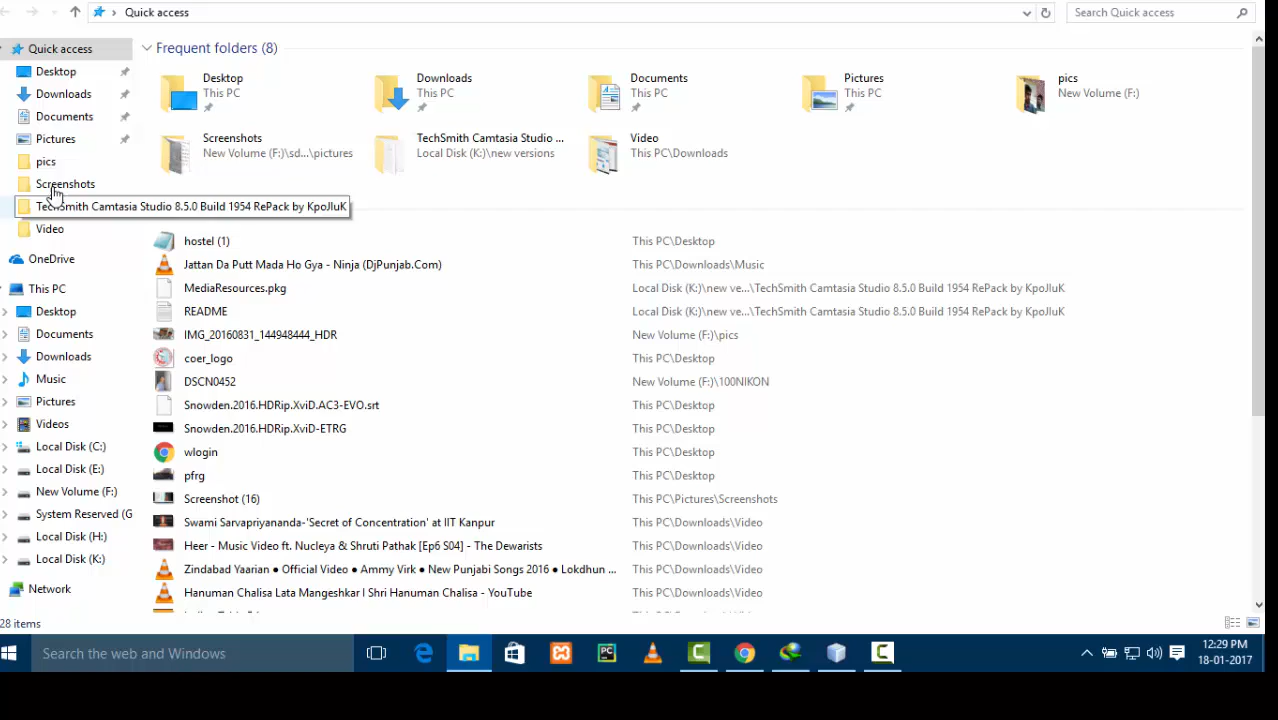 Quick access
Search Quick access
Quick access
Desktop
Downloads
Documents
Pictures
pics
Screenshots
TechSmith Camtasia Studio 8.5.0 Build 1954 RePack by KpoJIuK
Video
OneDrive
This PC
Desktop
Documents
Downloads
Music
Pictures
Videos
Local Disk (C:)
Local Disk (E:)
New Volume (F:)
System Reserved (G
Local Disk (H:)
Local Disk (K:)
Network
Frequent folders (8)
Desktop
This PC
Downloads
This PC
Documents
This PC
Pictures
This PC
pics
New Volume (F:)
Screenshots
New Volume (F:)\sd...\pictures
TechSmith Camtasia Studio ...
Local Disk (K:)\new versions
Video
This PC\Downloads
hostel (1) This PC\Desktop
Jattan Da Putt Mada Ho Gya - Ninja (DjPunjab.Com) This PC\Downloads\Music
MediaResources.pkg Local Disk (K:)\new ve...\TechSmith Camtasia Studio 8.5.0 Build 1954 RePack by KpoJIuK
README Local Disk (K:)\new ve...\TechSmith Camtasia Studio 8.5.0 Build 1954 RePack by KpoJIuK
IMG_20160831_144948444_HDR New Volume (F:)\pics
coer_logo This PC\Desktop
DSCN0452 New Volume (F:)\100NIKON
Snowden.2016.HDRip.XviD.AC3-EVO.srt This PC\Desktop
Snowden.2016.HDRip.XviD-ETRG This PC\Desktop
wlogin This PC\Desktop
pfrg This PC\Desktop
Screenshot (16) This PC\Pictures\Screenshots
Swami Sarvapriyananda-'Secret of Concentration' at IIT Kanpur This PC\Downloads\Video
Heer - Music Video ft. Nucleya & Shruti Pathak [Ep6 S04] - The Dewarists This PC\Downloads\Video
Zindabad Yaarian ● Official Video ● Ammy Virk ● New Punjabi Songs 2016 ● Lokdhun ... This PC\Downloads\Video
Hanuman Chalisa Lata Mangeshkar l Shri Hanuman Chalisa - YouTube This PC\Downloads\Video
28 items
Search the web and Windows
PC
12:29 PM
18-01-2017